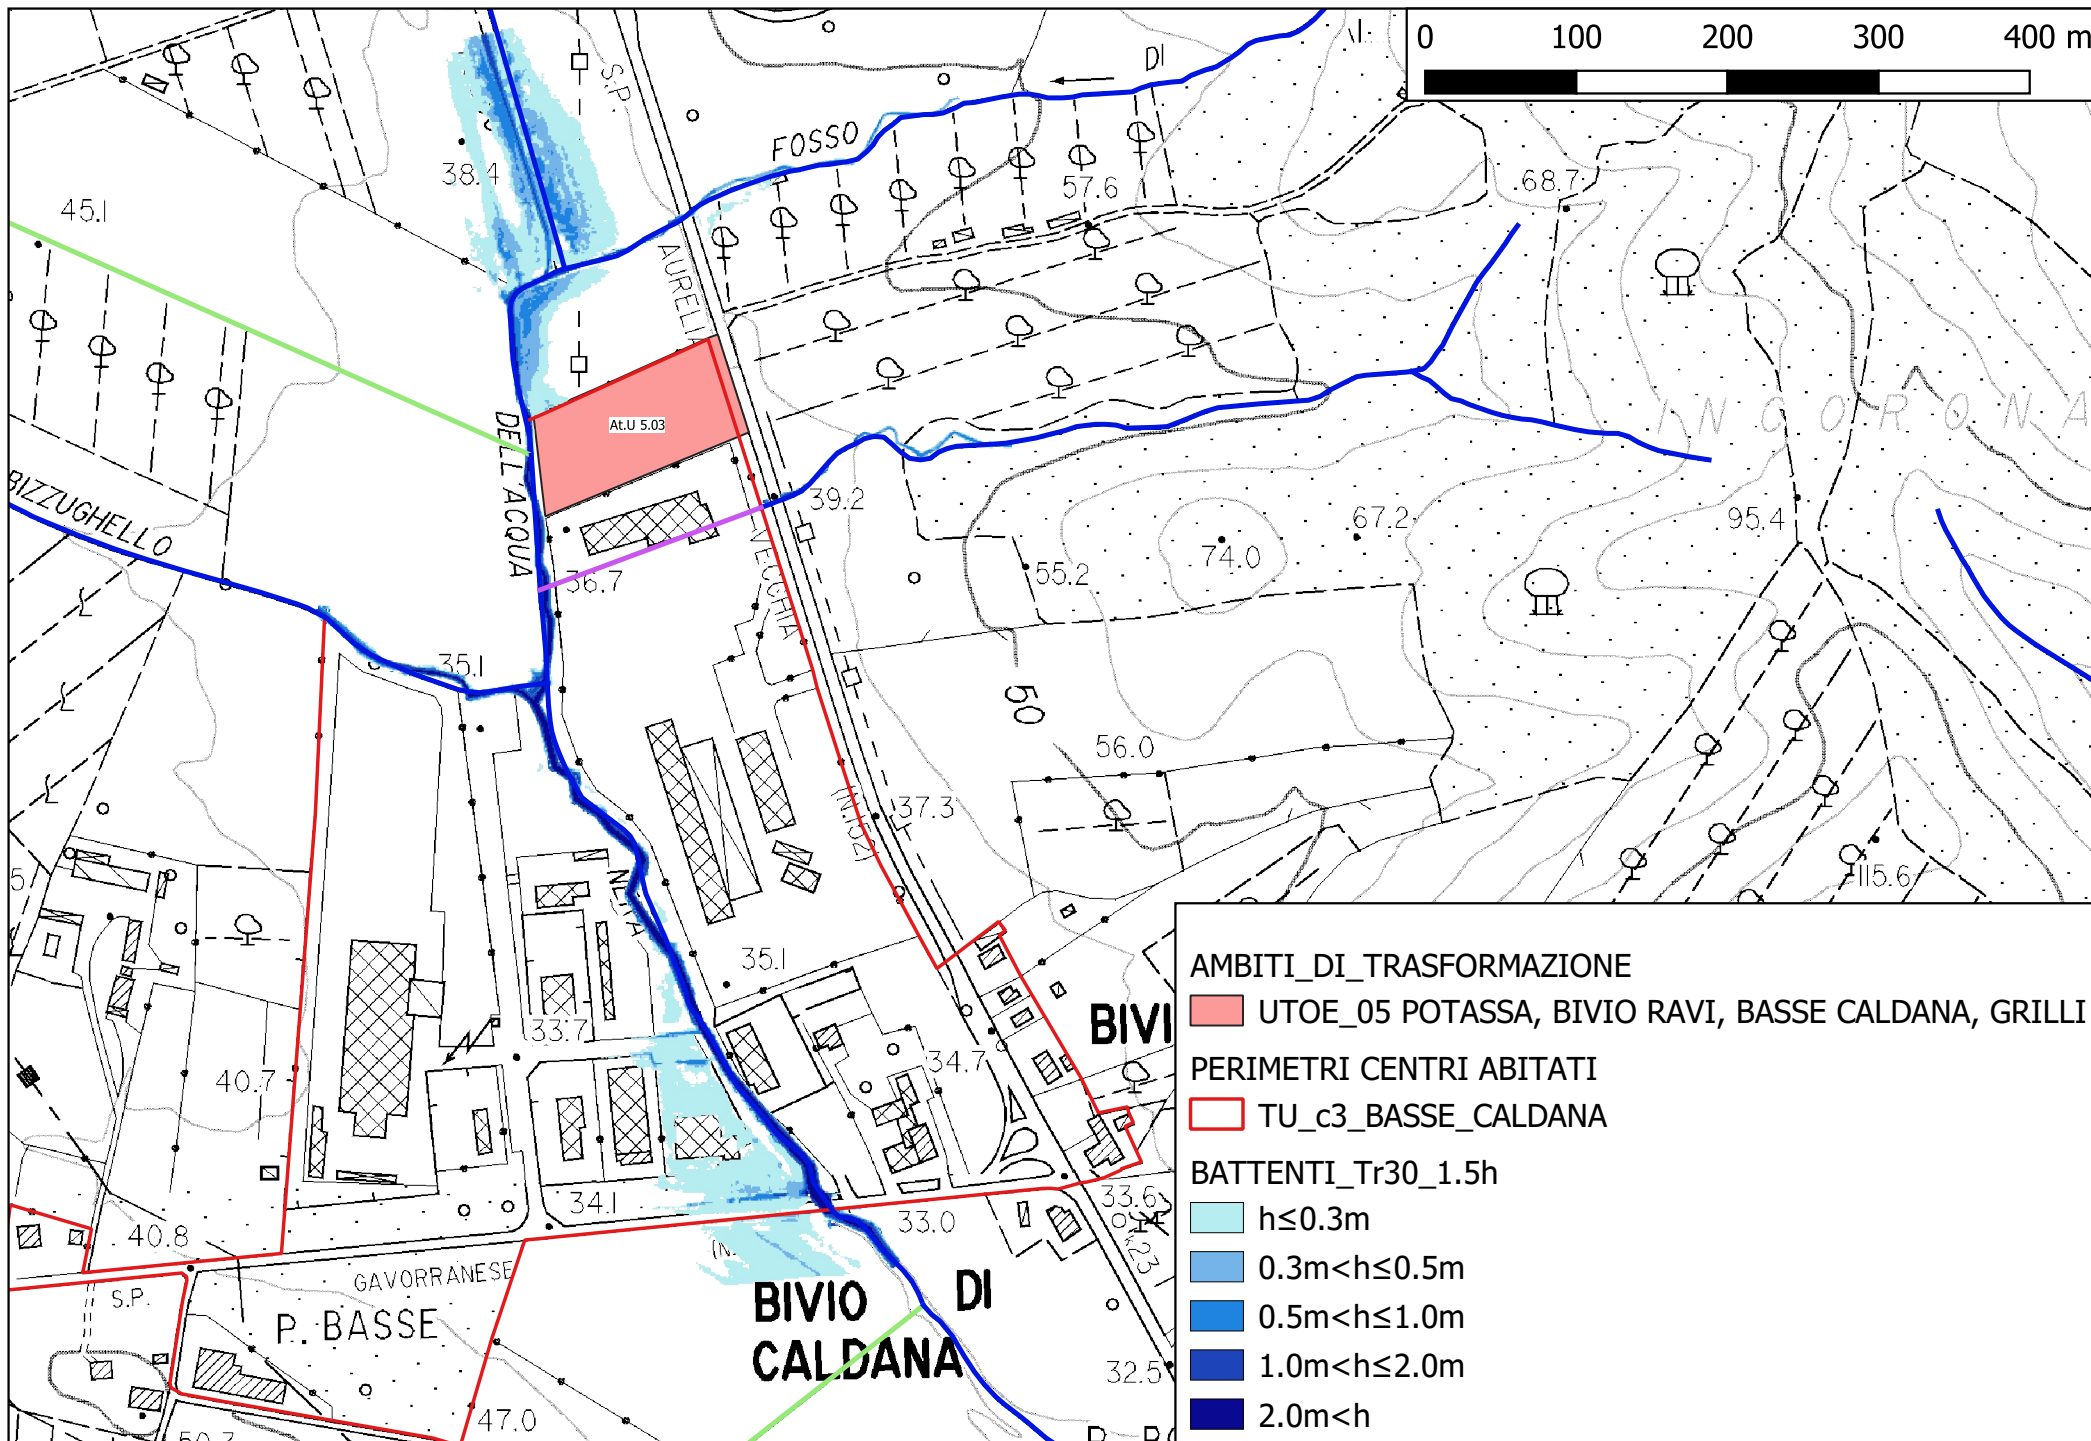 0 100 200 300 400 m
DI
S.P.
FOSSO
38.4
57.6
68.7
45.1
AURELIA
INCORONA
At.U 5.03
DELL'ACQUA
BIZZUGHELLO
39.2
67.2
95.4
VECCHIA
74.0
36.7
55.2
35.1
50
56.0
37.3
(N.152)
115.6
NERA
35.1
33.7
BIVI
34.7
40.7
34.1
33.6
33.0
40.8
GAVORRANESE
S.P.
P. BASSE
BIVIO
CALDANA
DI
32.5
47.0
AMBITI_DI_TRASFORMAZIONE
UTOE_05 POTASSA, BIVIO RAVI, BASSE CALDANA, GRILLI
PERIMETRI CENTRI ABITATI
TU_c3_BASSE_CALDANA
BATTENTI_Tr30_1.5h
h≤0.3m
0.3m<h≤0.5m
0.5m<h≤1.0m
1.0m<h≤2.0m
2.0m<h